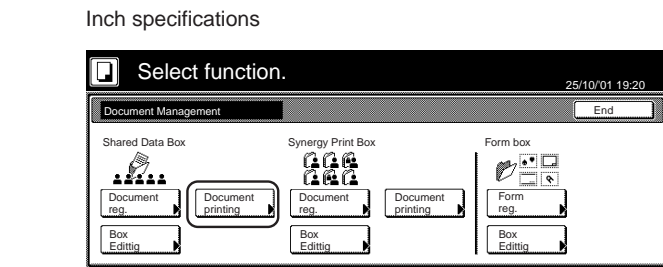 Inch specifications
Select function.
25/10/'01 19:20
Document Management
End
Shared Data Box
Synergy Print Box
Form box
Document
reg.
Document
printing
Document
reg.
Document
printing
Form
reg.
Box
Edittig
Box
Edittig
Box
Edittig